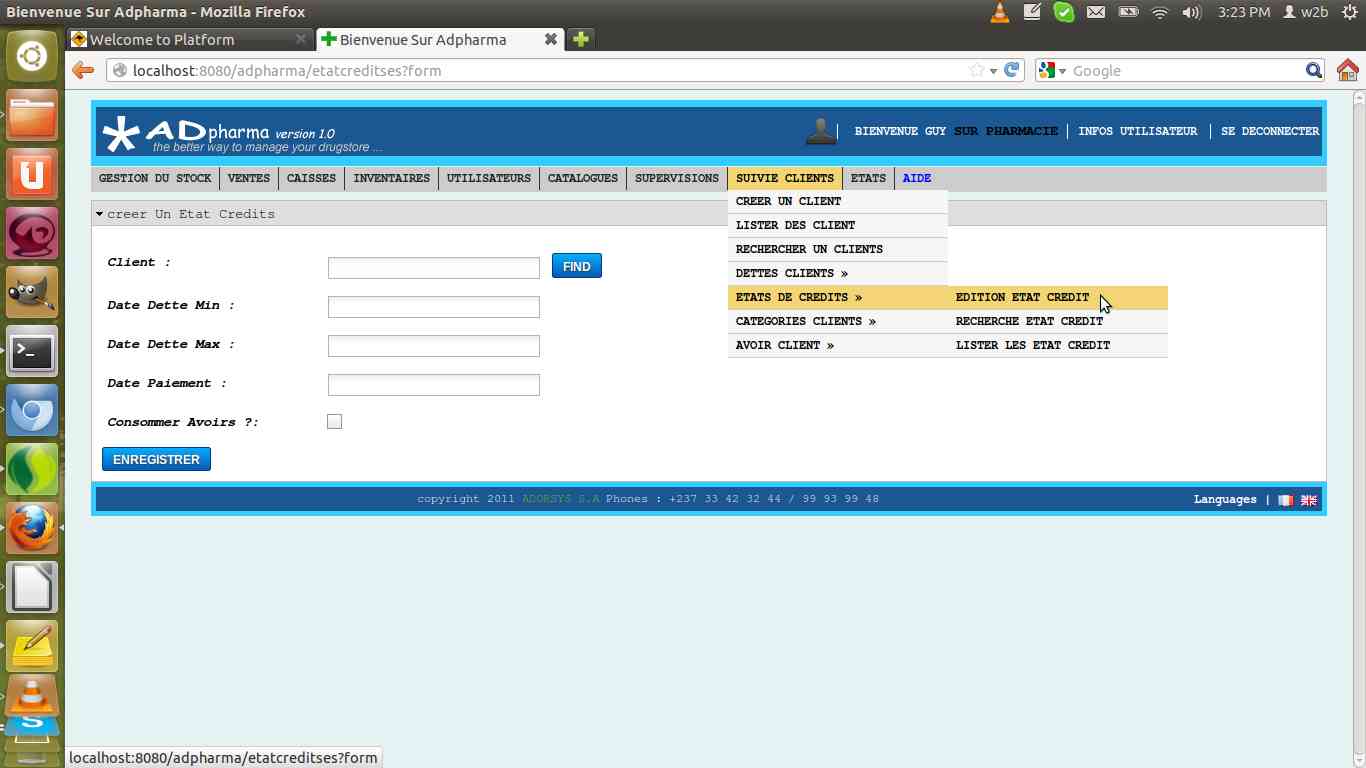 Bienvenue Sur Adpharma - Mozilla Firefox
3:23 PM w2b
Welcome to Platform
Bienvenue Sur Adpharma
localhost:8080/adpharma/etatcreditses?form
Google
ADpharma version 1.0
the better way to manage your drugstore ...
BIENVENUE GUY SUR PHARMACIE | INFOS UTILISATEUR | SE DECONNECTER
GESTION DU STOCK VENTES CAISSES INVENTAIRES UTILISATEURS CATALOGUES SUPERVISIONS SUIVIE CLIENTS ETATS AIDE
creer Un Etat Credits
CREER UN CLIENT
LISTER DES CLIENT
RECHERCHER UN CLIENTS
DETTES CLIENTS »
ETATS DE CREDITS »
CATEGORIES CLIENTS »
AVOIR CLIENT »
EDITION ETAT CREDIT
RECHERCHE ETAT CREDIT
LISTER LES ETAT CREDIT
Client :
FIND
Date Dette Min :
Date Dette Max :
Date Paiement :
Consommer Avoirs ?:
ENREGISTRER
copyright 2011 ADORSYS S.A Phones : +237 33 42 32 44 / 99 93 99 48
Languages |
localhost:8080/adpharma/etatcreditses?form